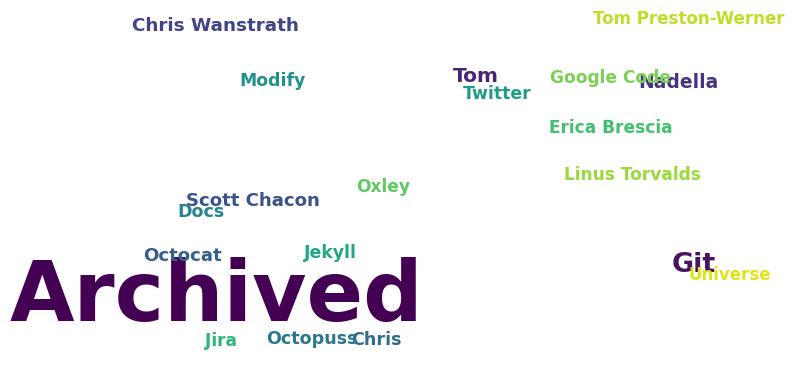 Tom Preston-Werner
Chris Wanstrath
Tom
Google Code
Modify
Nadella
Twitter
Erica Brescia
Linus Torvalds
Oxley
Scott Chacon
Docs
Jekyll
Octocat
Git
Universe
Archived
Octopuss
Chris
Jira